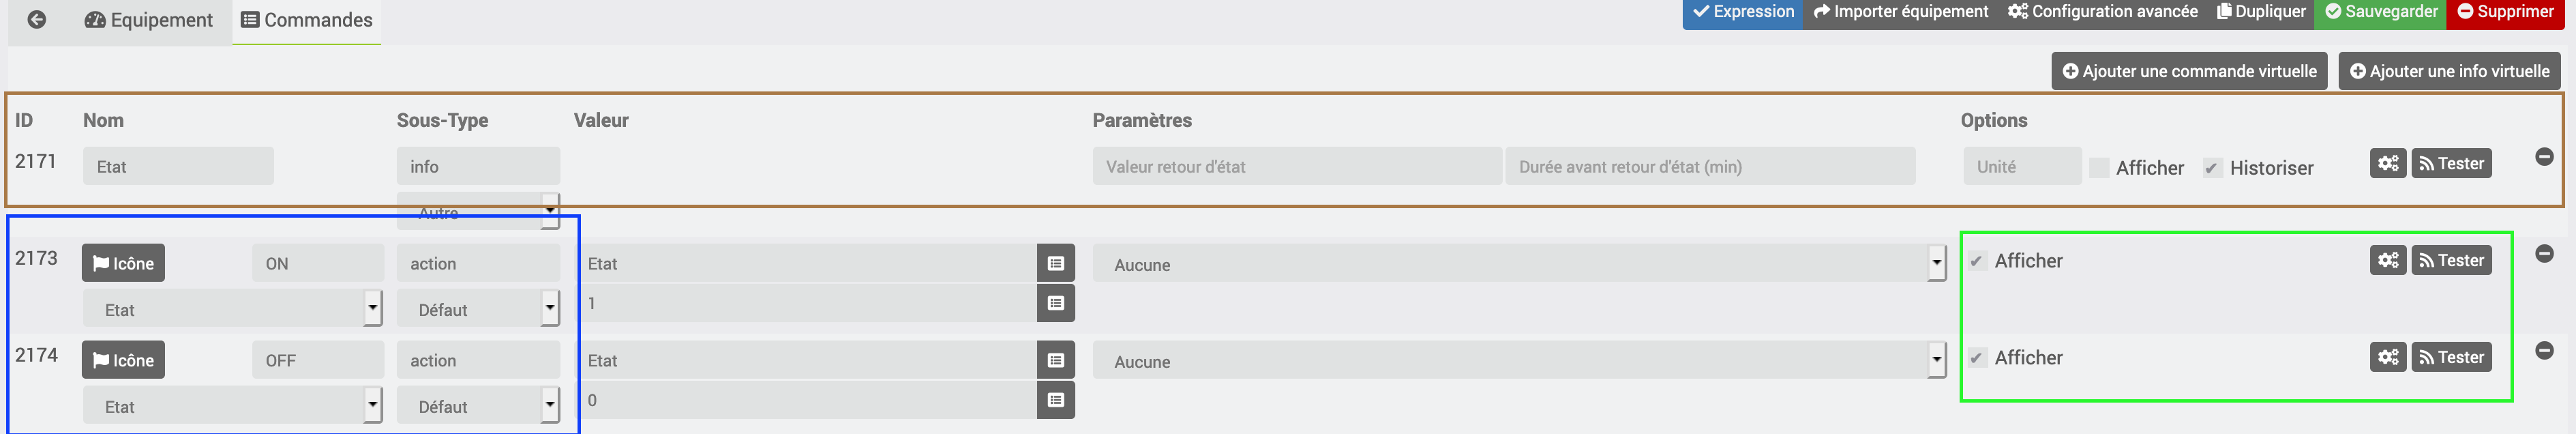 Equipement Commandes Expression Importer équipement Configuration avancée Dupliquer Sauvegarder Supprimer
Ajouter une commande virtuelle Ajouter une info virtuelle
ID Nom Sous-Type Valeur Paramètres Options
2171 Etat info Valeur retour d'état Durée avant retour d'état (min) Unité Afficher Historiser Tester
Autre
2173 Icône ON action Etat Aucune Afficher Tester
Etat Défaut 1
2174 Icône OFF action Etat Aucune Afficher Tester
Etat Défaut 0